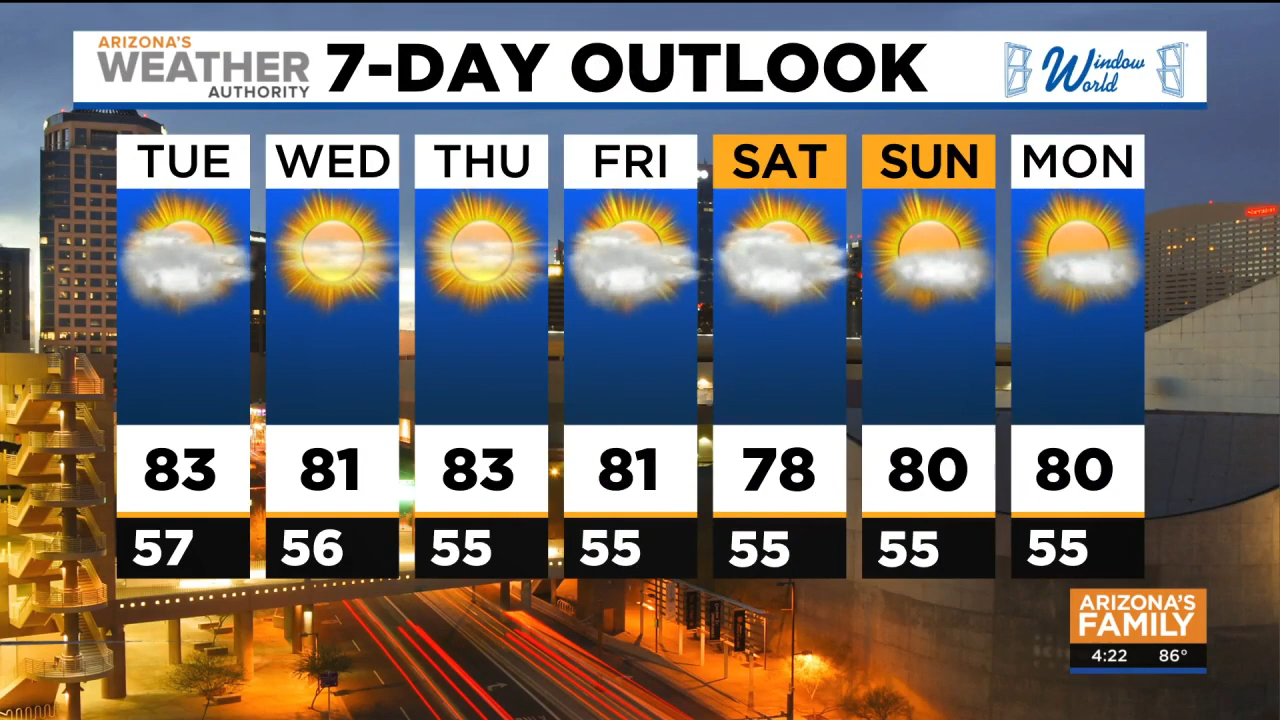 ARIZONA'S
WEATHER
AUTHORITY
7-DAY OUTLOOK
Window
World
TUE WED THU FRI SAT SUN MON
83 81 83 81 78 80 80
57 56 55 55 55 55 55
ARIZONA'S
FAMILY
4:22 86°